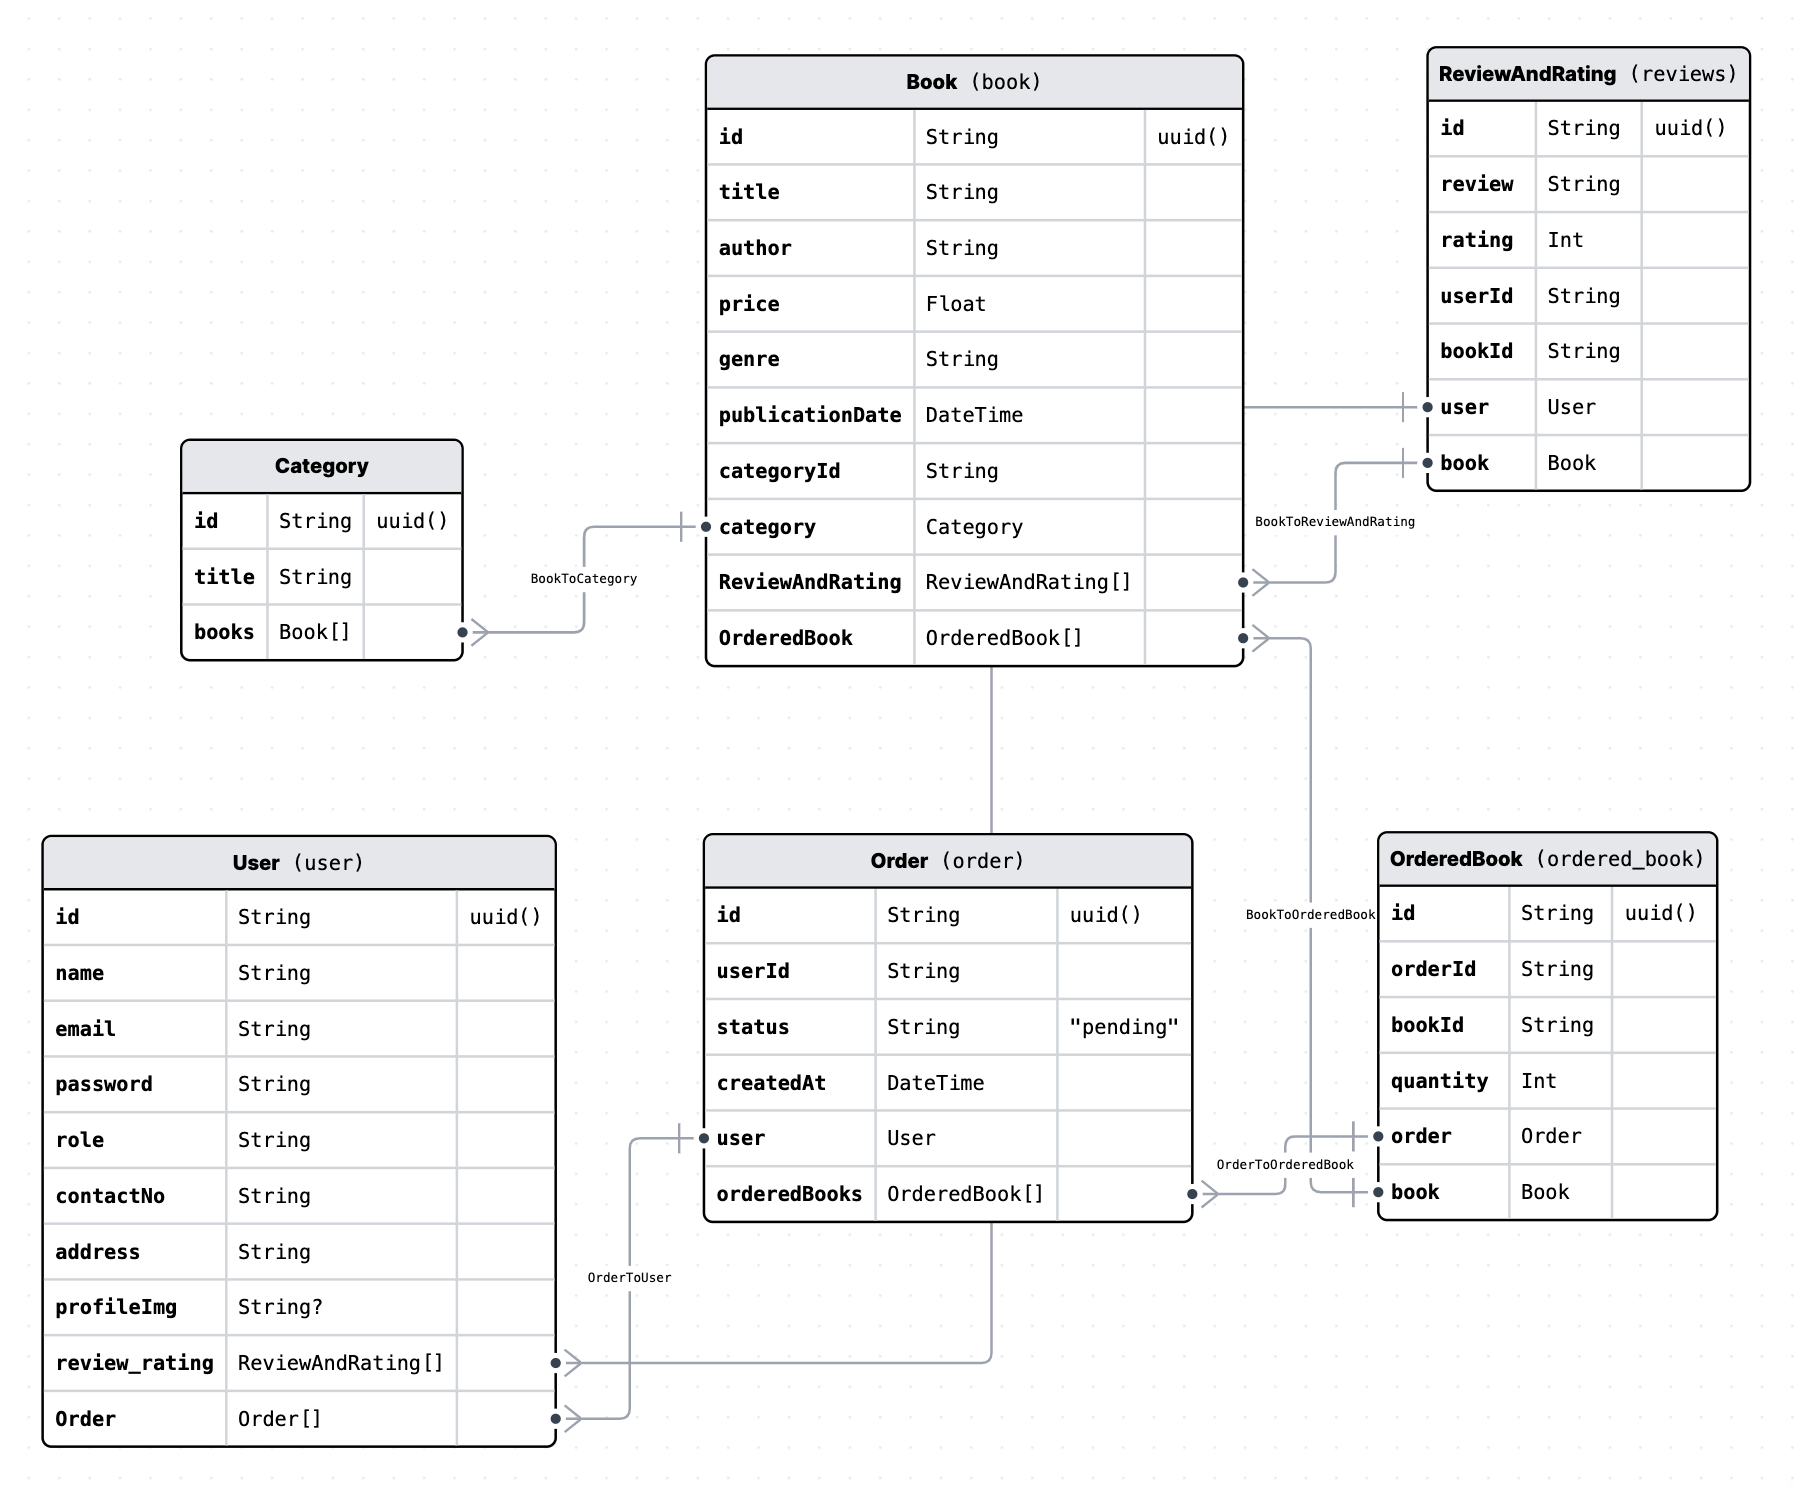 Book (book)
id String uuid()
title String
author String
price Float
genre String
publicationDate DateTime
categoryId String
category Category
ReviewAndRating ReviewAndRating[]
OrderedBook OrderedBook[]
ReviewAndRating (reviews)
id String uuid()
review String
rating Int
userId String
bookId String
user User
book Book
BookToReviewAndRating
Category
id String uuid()
title String
books Book[]
BookToCategory
User (user)
id String uuid()
name String
email String
password String
role String
contactNo String
address String
profileImg String?
review_rating ReviewAndRating[]
Order Order[]
OrderToUser
Order (order)
id String uuid()
userId String
status String "pending"
createdAt DateTime
user User
orderedBooks OrderedBook[]
BookToOrderedBook
OrderToOrderedBook
OrderedBook (ordered_book)
id String uuid()
orderId String
bookId String
quantity Int
order Order
book Book